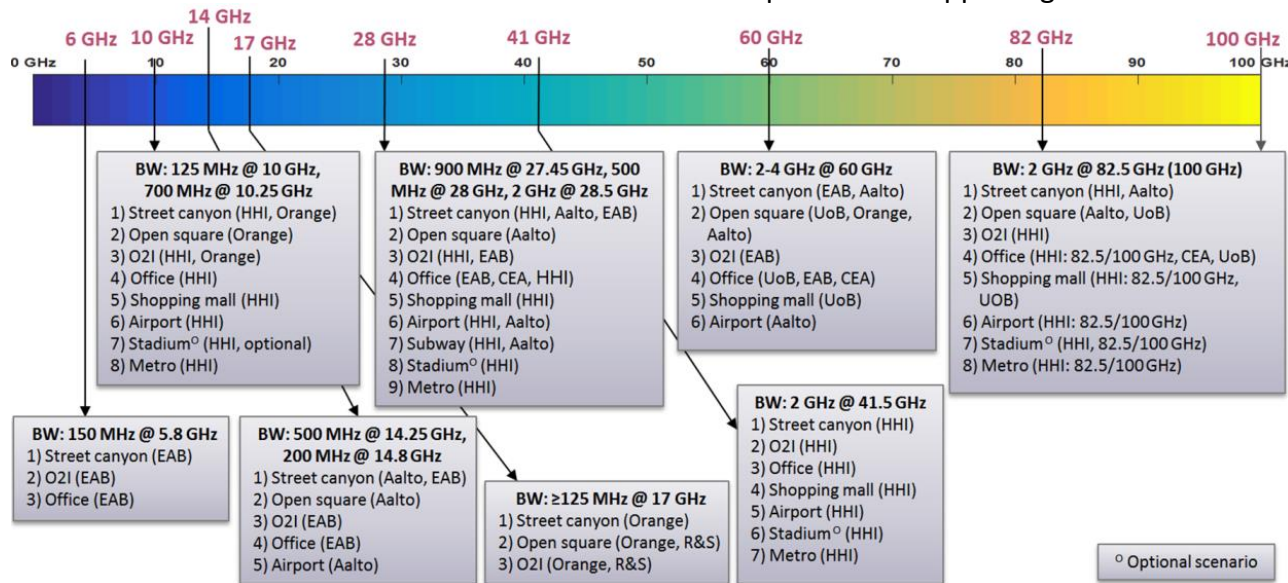 14 GHz
6 GHz 10 GHz 17 GHz 28 GHz 41 GHz 60 GHz 82 GHz 100 GHz
0 GHz 10 20 30 40 50 60 70 80 90 100 GHz
BW: 125 MHz @ 10 GHz,
700 MHz @ 10.25 GHz
1) Street canyon (HHI, Orange)
2) Open square (Orange)
3) O2I (HHI, Orange)
4) Office (HHI)
5) Shopping mall (HHI)
6) Airport (HHI)
7) Stadium⁰ (HHI, optional)
8) Metro (HHI)
BW: 900 MHz @ 27.45 GHz, 500
MHz @ 28 GHz, 2 GHz @ 28.5 GHz
1) Street canyon (HHI, Aalto, EAB)
2) Open square (Aalto)
3) O2I (HHI, EAB)
4) Office (EAB, CEA, HHI)
5) Shopping mall (HHI)
6) Airport (HHI, Aalto)
7) Subway (HHI, Aalto)
8) Stadium⁰ (HHI)
9) Metro (HHI)
BW: 2-4 GHz @ 60 GHz
1) Street canyon (EAB, Aalto)
2) Open square (UoB, Orange,
Aalto)
3) O2I (EAB)
4) Office (UoB, EAB, CEA)
5) Shopping mall (UoB)
6) Airport (Aalto)
BW: 2 GHz @ 82.5 GHz (100 GHz)
1) Street canyon (HHI, Aalto)
2) Open square (Aalto, UoB)
3) O2I (HHI)
4) Office (HHI: 82.5/100 GHz, CEA, UoB)
5) Shopping mall (HHI: 82.5/100 GHz,
UOB)
6) Airport (HHI: 82.5/100 GHz)
7) Stadium⁰ (HHI, 82.5/100 GHz)
8) Metro (HHI: 82.5/100 GHz)
BW: 150 MHz @ 5.8 GHz
1) Street canyon (EAB)
2) O2I (EAB)
3) Office (EAB)
BW: 500 MHz @ 14.25 GHz,
200 MHz @ 14.8 GHz
1) Street canyon (Aalto, EAB)
2) Open square (Aalto)
3) O2I (EAB)
4) Office (EAB)
5) Airport (Aalto)
BW: ≥125 MHz @ 17 GHz
1) Street canyon (Orange)
2) Open square (Orange, R&S)
3) O2I (Orange, R&S)
BW: 2 GHz @ 41.5 GHz
1) Street canyon (HHI)
2) O2I (HHI)
3) Office (HHI)
4) Shopping mall (HHI)
5) Airport (HHI)
6) Stadium⁰ (HHI)
7) Metro (HHI)
⁰ Optional scenario